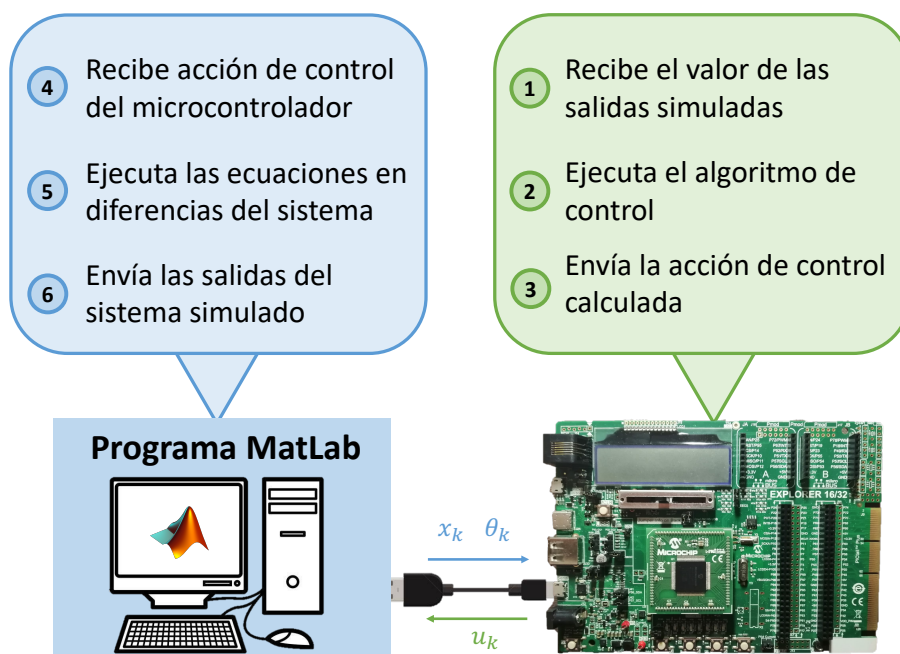 4 Recibe acción de control
del microcontrolador
5 Ejecuta las ecuaciones en
diferencias del sistema
6 Envía las salidas del
sistema simulado
1 Recibe el valor de las
salidas simuladas
2 Ejecuta el algoritmo de
control
3 Envía la acción de control
calculada
Programa MatLab
x_k θ_k
u_k
A
B
EXPLORER 16/32
MICROCHIP